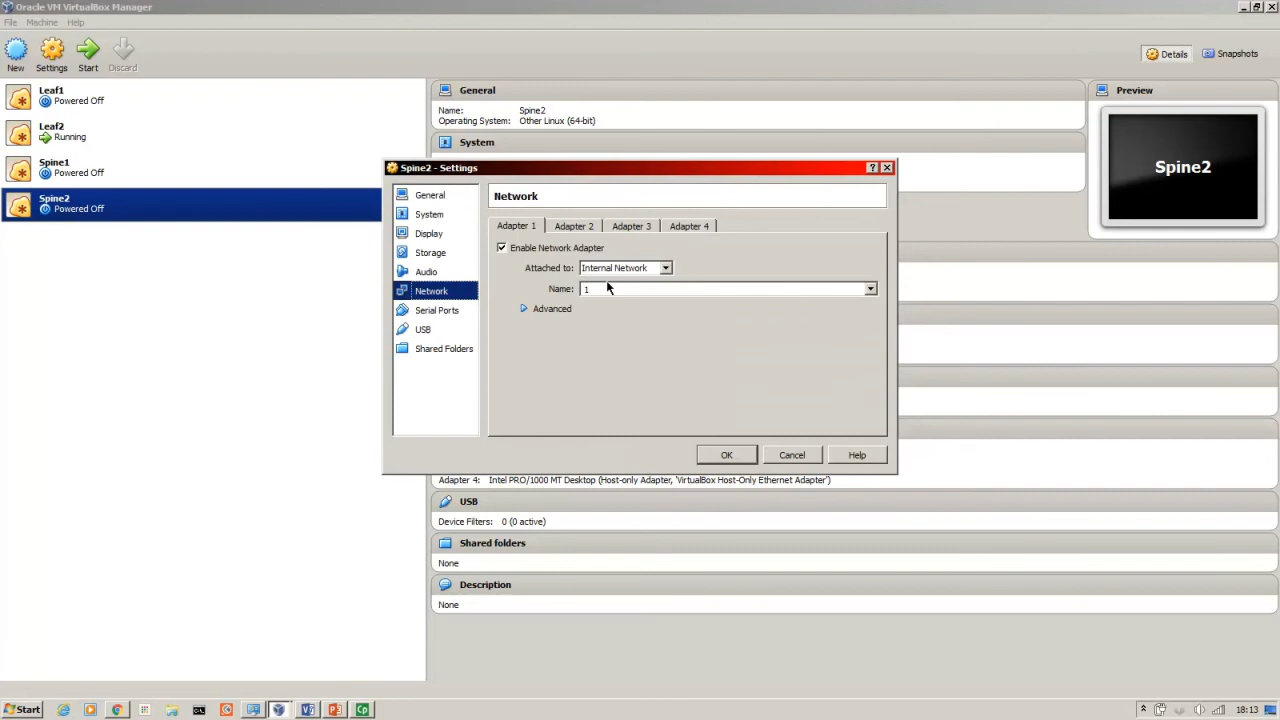 Oracle VM VirtualBox Manager
File Machine Help
New Settings Start Discard
Details Snapshots
Leaf1
Powered Off
Leaf2
Running
Spine1
Powered Off
Spine2
Powered Off
General
Name: Spine2
Operating System: Other Linux (64-bit)
System
Preview
Spine2
Spine2 - Settings
General
System
Display
Storage
Audio
Network
Serial Ports
USB
Shared Folders
Network
Adapter 1 Adapter 2 Adapter 3 Adapter 4
Enable Network Adapter
Attached to: Internal Network
Name: 1
Advanced
OK Cancel Help
Adapter 4: Intel PRO/1000 MT Desktop (Host-only Adapter, 'VirtualBox Host-Only Ethernet Adapter')
USB
Device Filters: 0 (0 active)
Shared folders
None
Description
None
Start
18:13